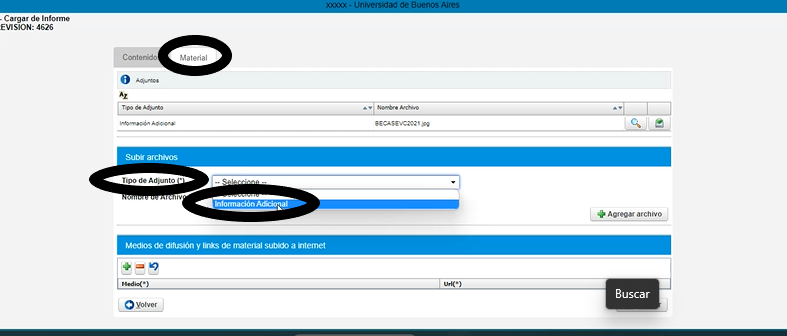 xxxxx - Universidad de Buenos Aires
- Cargar de Informe
REVISION: 4626
Contenido Material
Adjuntos
Tipo de Adjunto Nombre Archivo
Información Adicional BECASEVC2021.jpg
Subir archivos
Tipo de Adjunto (*) -- Seleccione --
-- Seleccione --
Nombre de Archivo Información Adicional
Agregar archivo
Medios de difusión y links de material subido a internet
Medio(*) Url(*)
Volver
Buscar